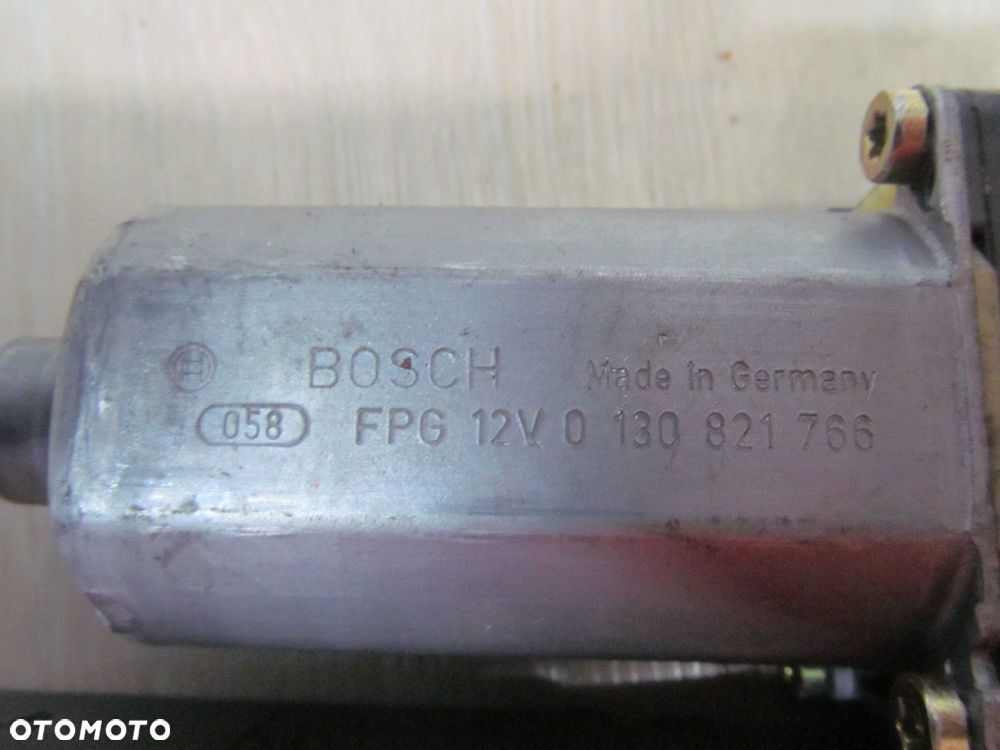 BOSCH Made in Germany
058 FPG 12V 0 130 821 766
OTOMOTO